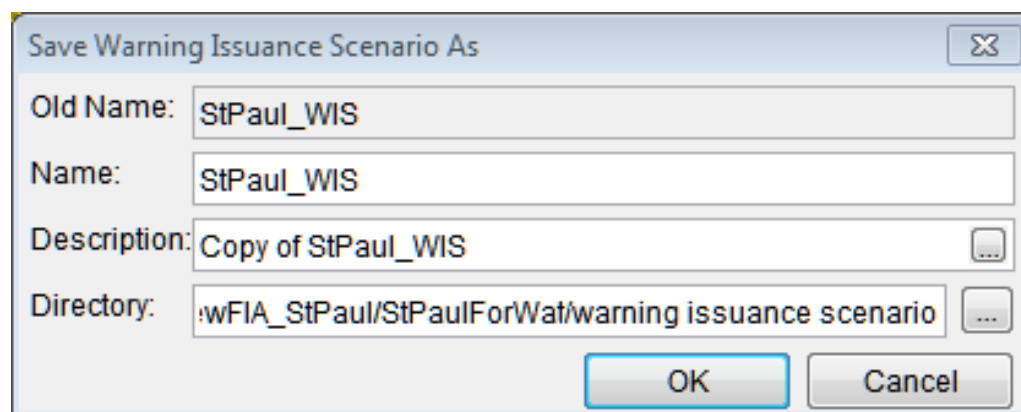 Save Warning Issuance Scenario As
Old Name: StPaul_WIS
Name: StPaul_WIS
Description: Copy of StPaul_WIS ...
Directory: ewFIA_StPaul/StPaulForWat/warning issuance scenario ...
OK Cancel